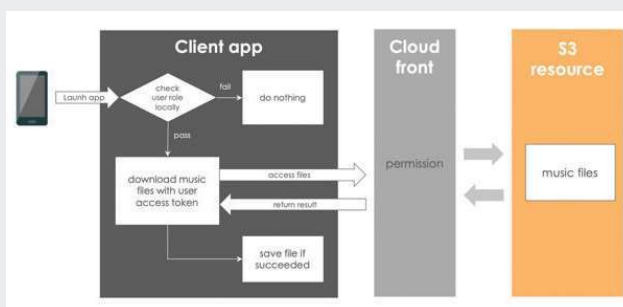 Client app
Cloud
front
S3
resource
Launh app
check
user role
locally
fail
do nothing
pass
download music
files with user
access token
access files
return result
permission
music files
save file if
succeeded